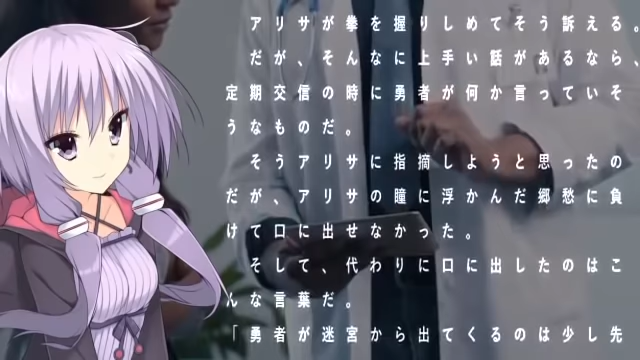 アリサが拳を握りしめてそう訴える。
だが、そんなに上手い話があるなら、
定期交信の時に勇者が何か言っていそ
うなものだ。
そうアリサに指摘しようと思ったの
だが、アリサの瞳に浮かんだ郷愁に負
けて口に出せなかった。
そして、代わりに口に出したのはこ
んな言葉だ。
「勇者が迷宮から出てくるのは少し先